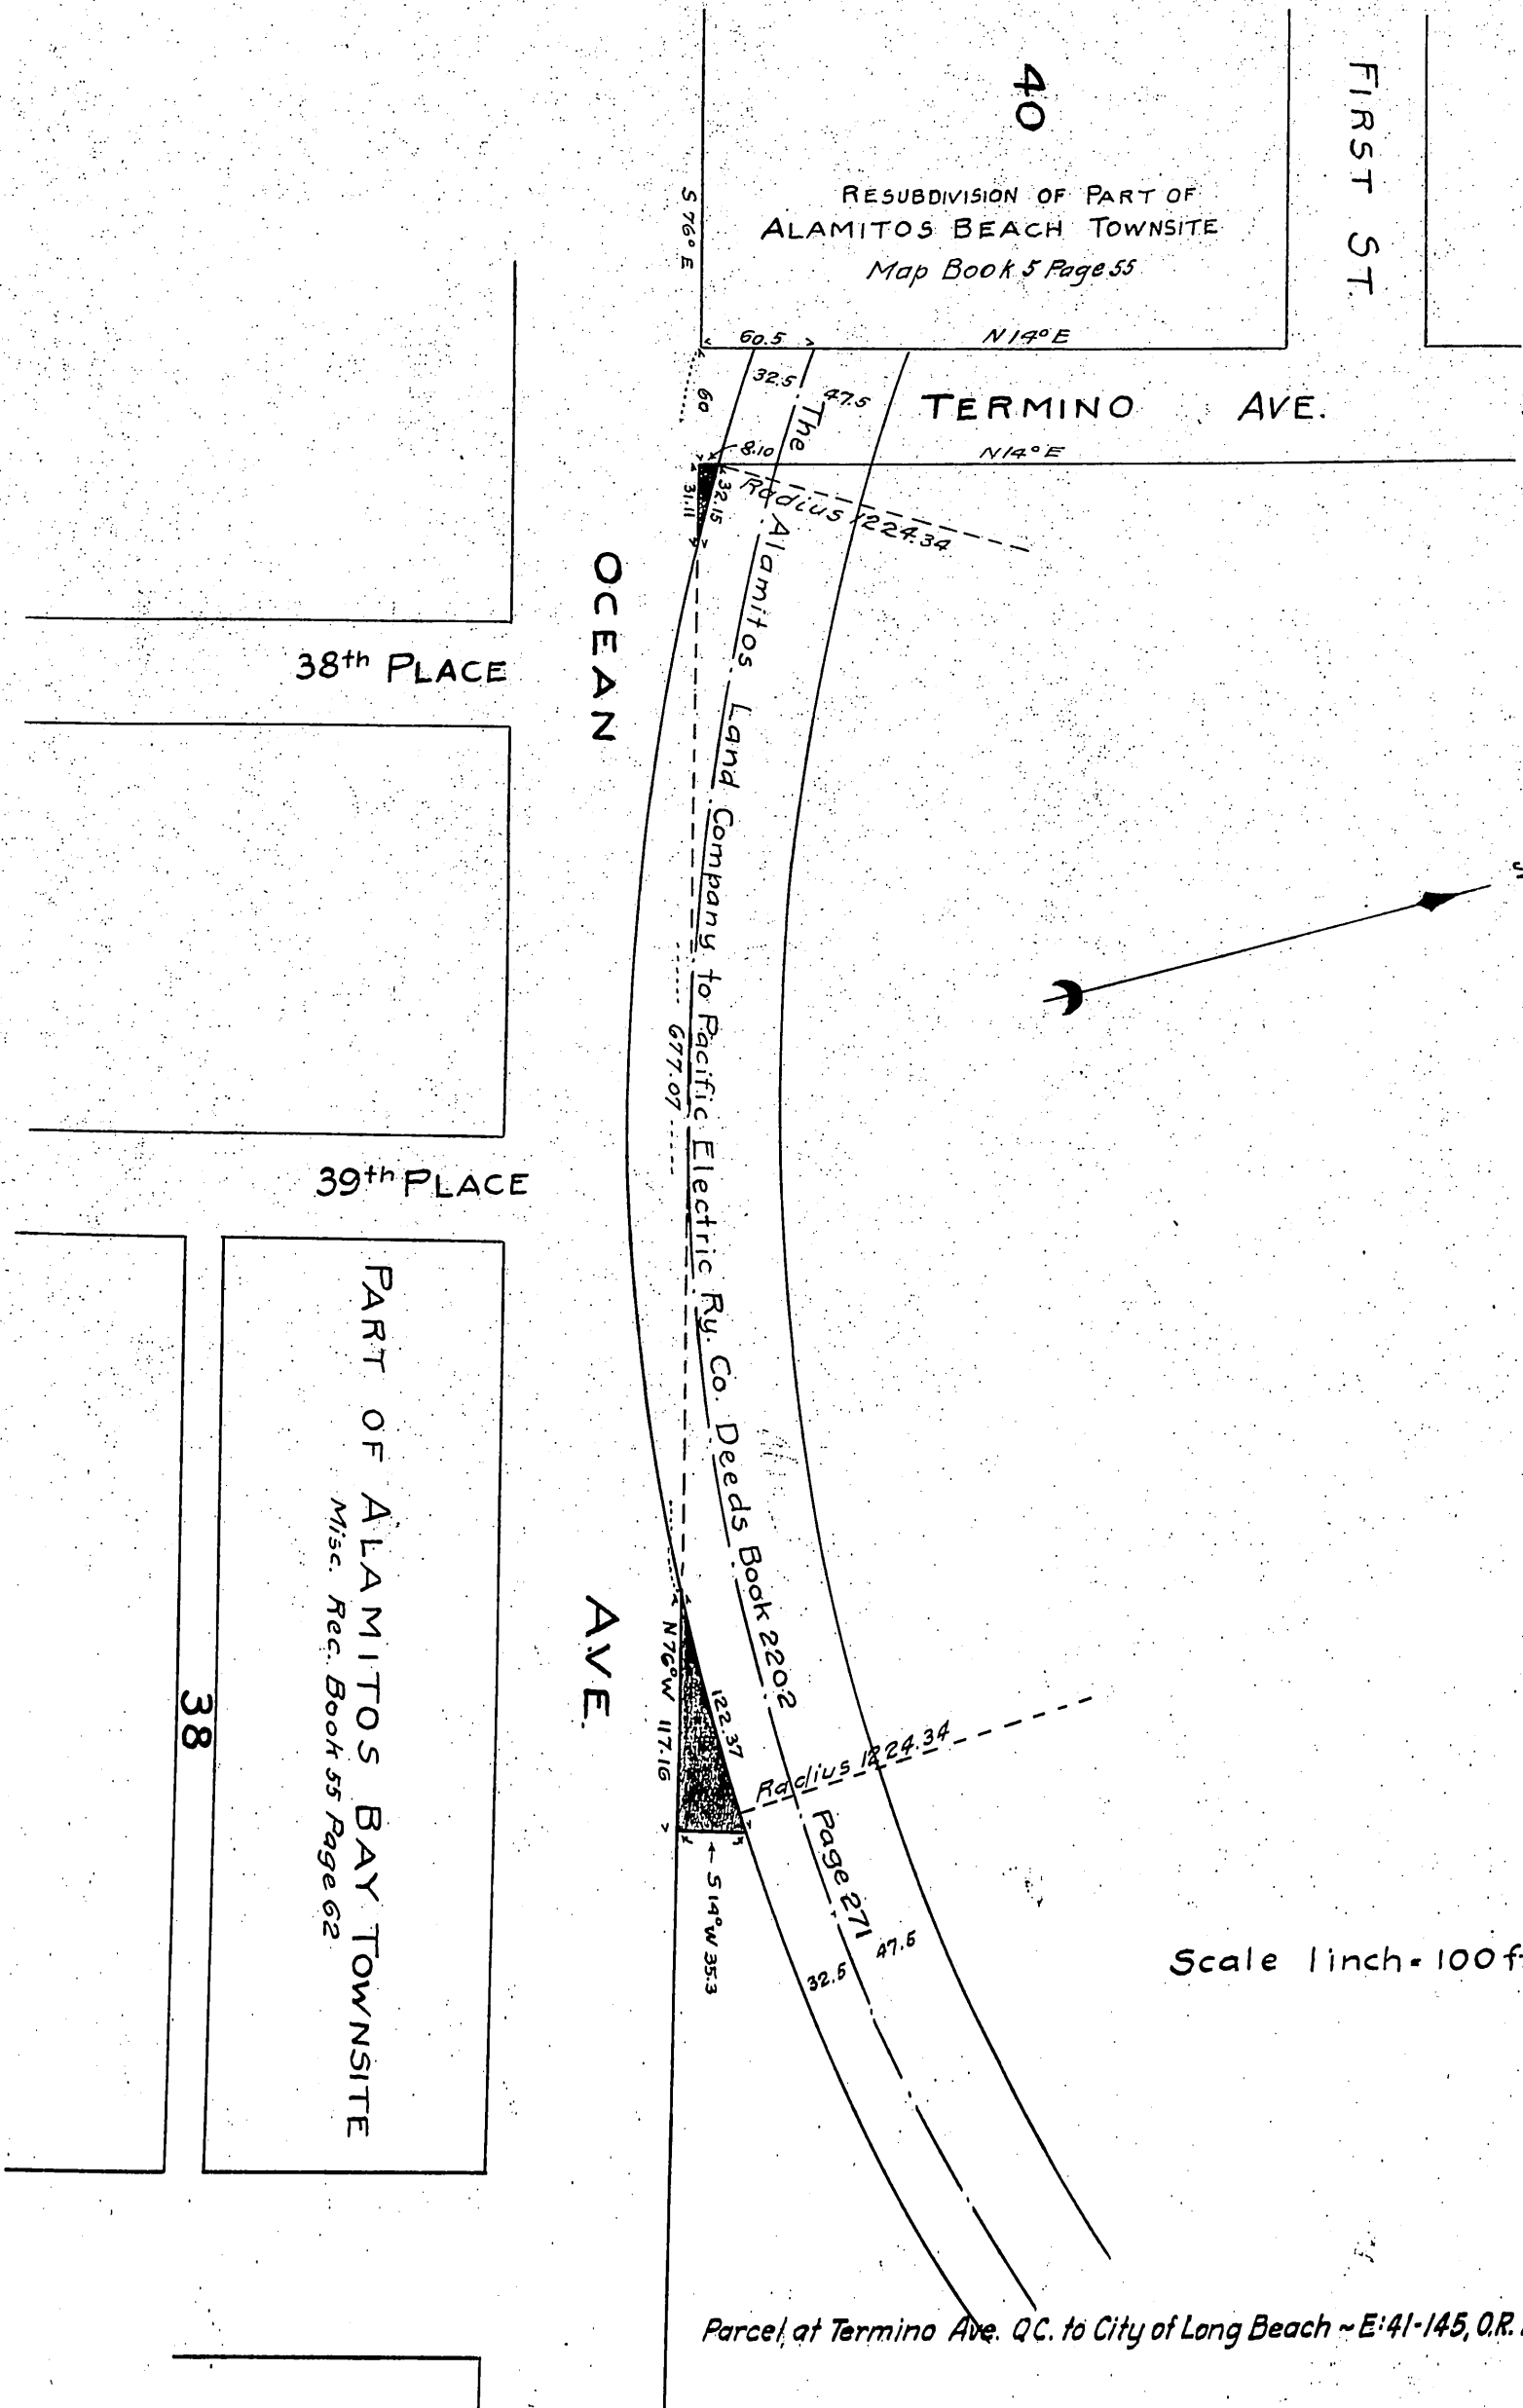 40
FIRST ST.
RESUBDIVISION OF PART OF
ALAMITOS BEACH TOWNSITE
Map Book 5 Page 55
S 76° E
60.5
N 14° E
32.5
47.5
60
TERMINO AVE.
8.10
N 14° E
31.11
32.15
Radius 1224.34
OCEAN AVE.
38th PLACE
The Alamitos Land Company to Pacific Electric Ry. Co. Deeds Book 2202 Page 271
677.07
39th PLACE
PART OF ALAMITOS BAY TOWNSITE
Misc. Rec. Book 55 Page 62
38
N 76° W 117.16
122.37
Radius 1224.34
S 14° W 35.3
47.5
32.5
Scale 1 inch = 100 f
Parcel at Termino Ave. Q.C. to City of Long Beach ~ E:41-145, O.R.